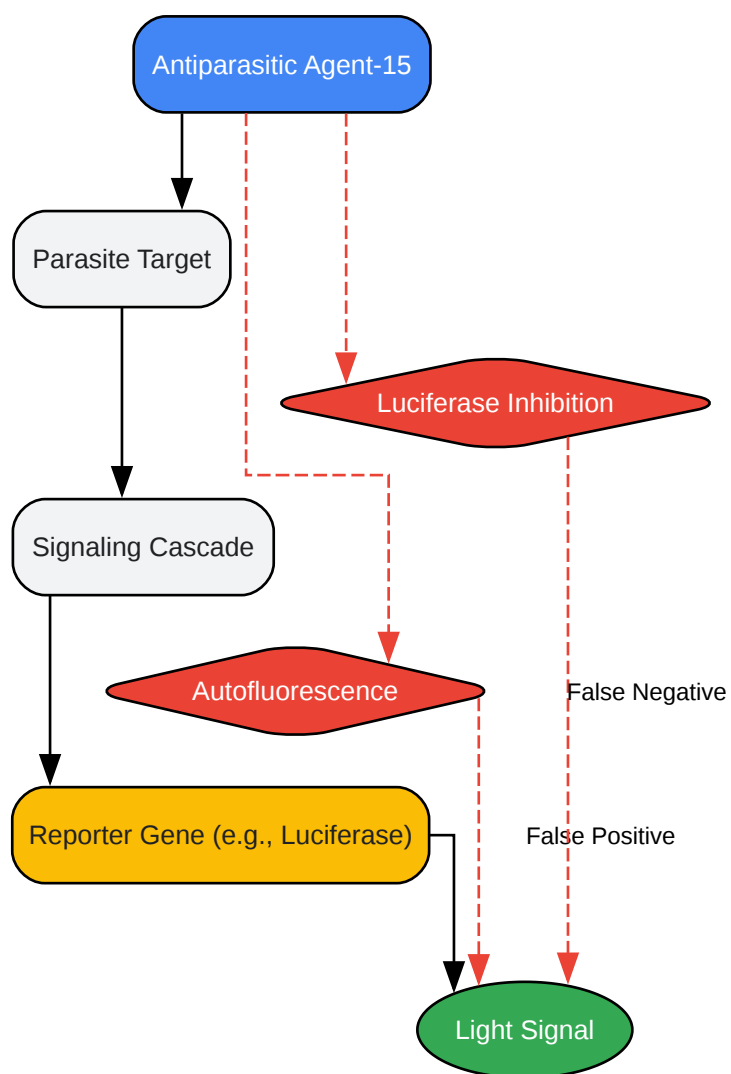 Antiparasitic Agent-15
Parasite Target
Luciferase Inhibition
Signaling Cascade
Autofluorescence
False Negative
Reporter Gene (e.g., Luciferase)
False Positive
Light Signal